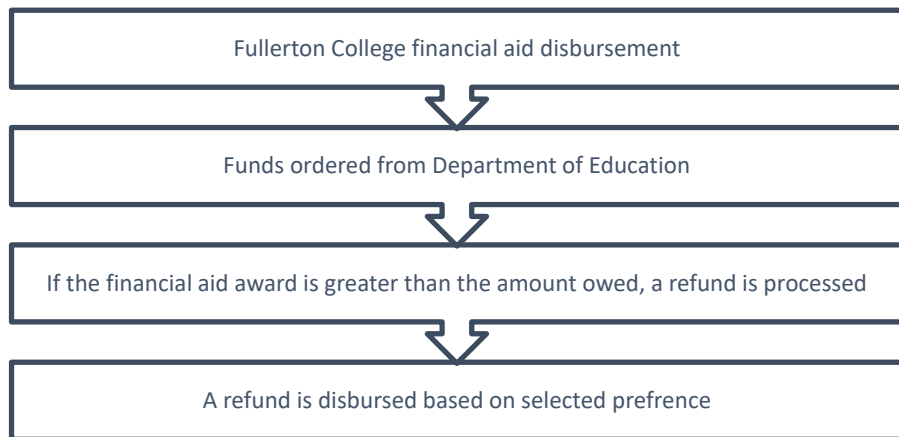 Fullerton College financial aid disbursement
Funds ordered from Department of Education
If the financial aid award is greater than the amount owed, a refund is processed
A refund is disbursed based on selected prefrence